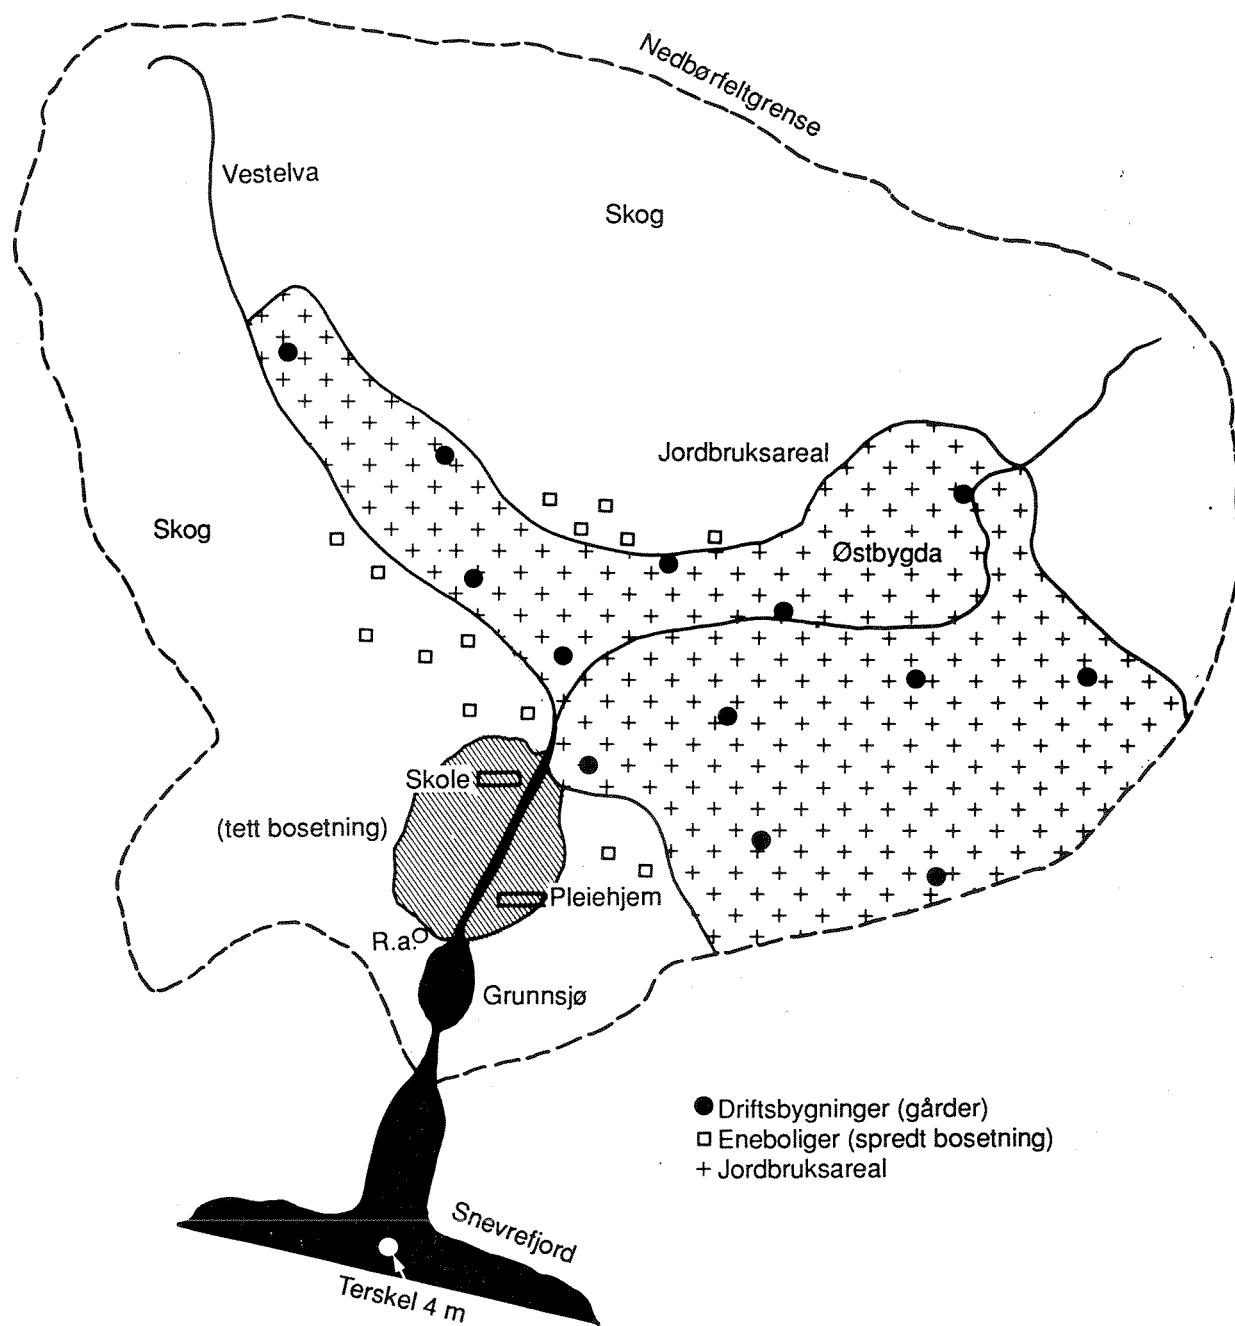 Nedbørfeltgrense
Vestelva
Skog
Jordbruksareal
Skog
Østbygda
Skole
(tett bosetning)
Pleiehjem
R.a.
Grunnsjø
Driftsbygninger (gårder)
Eneboliger (spredt bosetning)
Jordbruksareal
Snevrefjord
Terskel 4 m